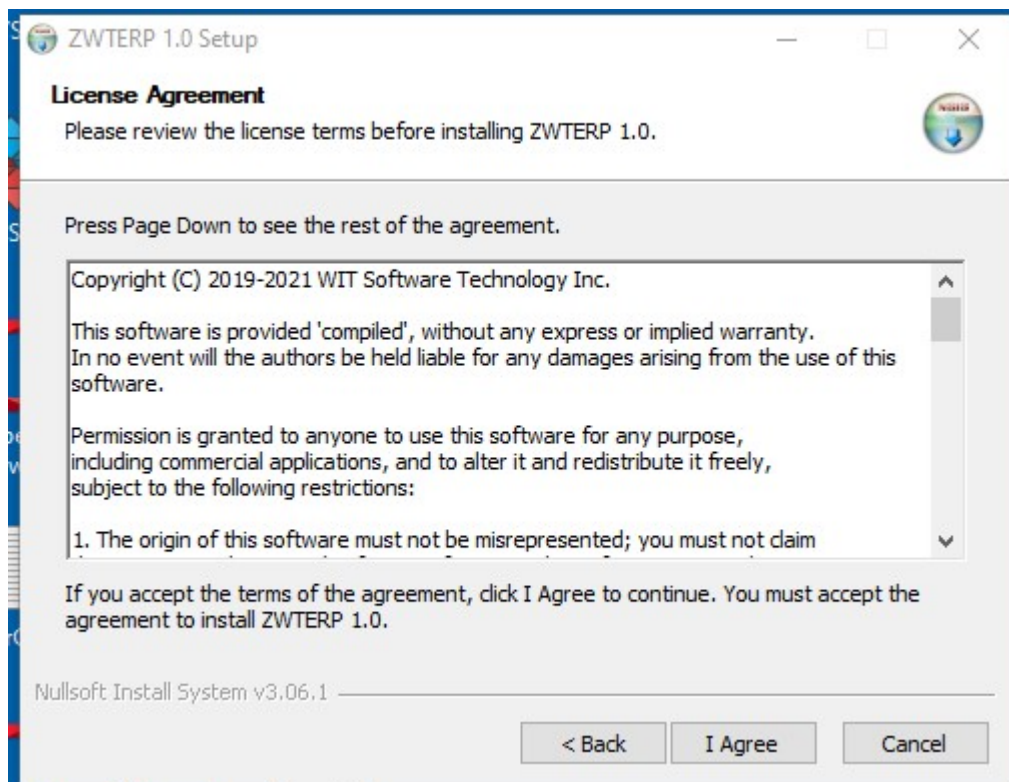 ZWTERP 1.0 Setup
License Agreement
Please review the license terms before installing ZWTERP 1.0.
Press Page Down to see the rest of the agreement.
Copyright (C) 2019-2021 WIT Software Technology Inc.
This software is provided 'compiled', without any express or implied warranty.
In no event will the authors be held liable for any damages arising from the use of this
software.
Permission is granted to anyone to use this software for any purpose,
including commercial applications, and to alter it and redistribute it freely,
subject to the following restrictions:
1. The origin of this software must not be misrepresented; you must not claim
If you accept the terms of the agreement, click I Agree to continue. You must accept the
agreement to install ZWTERP 1.0.
Nullsoft Install System v3.06.1
< Back
I Agree
Cancel